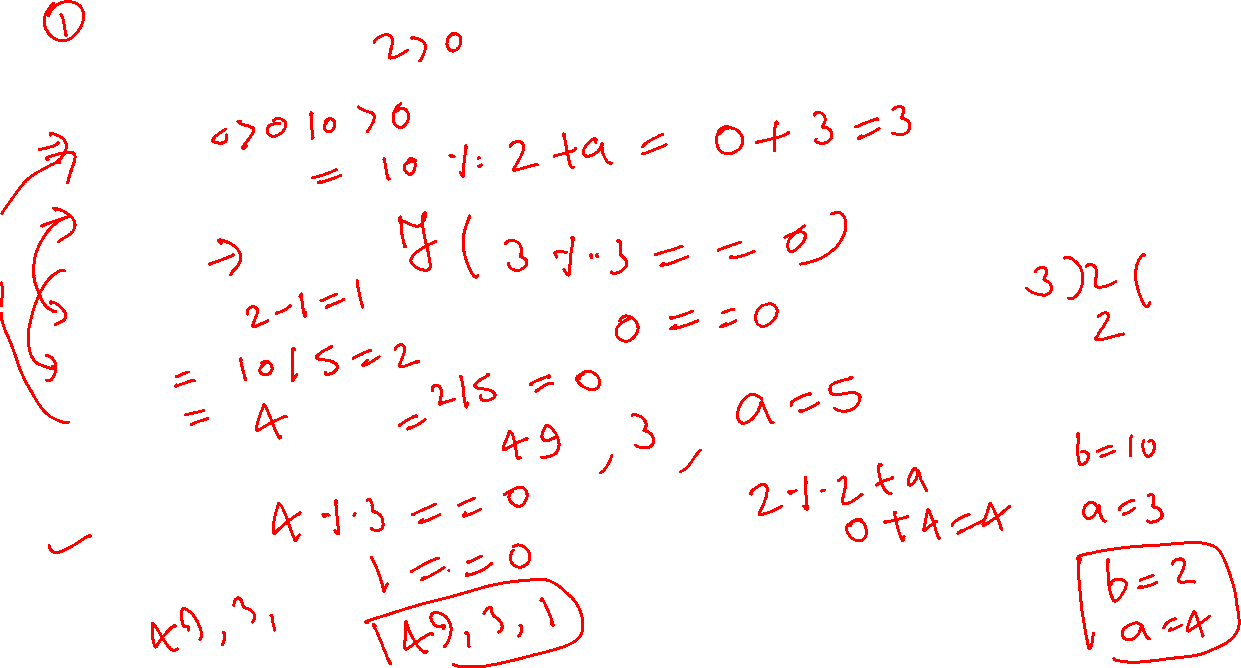 ①
2>0
0>0 10>0
= 10 % 2 + a = 0 + 3 = 3
→ If ( 3 % 3 = = 0 )
2-1=1
0 = = 0
3)2(
2
= 10/5=2
= 4 = 2/5 = 0
49 , 3 , a=5
b=10
2 % 2 + a
4 % 3 = = 0
0+4=4
a=3
1 = = 0
b=2
49, 3, 49, 3, 1
a=4